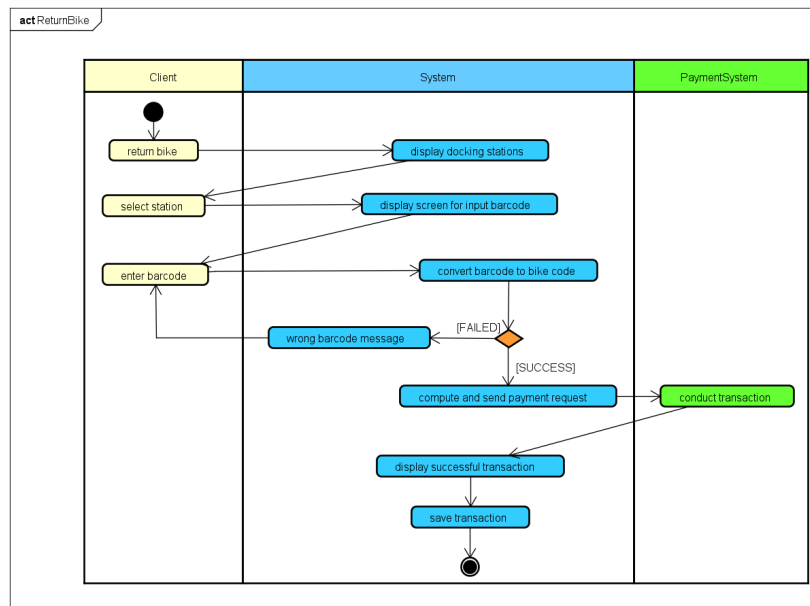 act ReturnBike
Client
System
PaymentSystem
return bike
display docking stations
select station
display screen for input barcode
enter barcode
convert barcode to bike code
[FAILED]
wrong barcode message
[SUCCESS]
compute and send payment request
conduct transaction
display successful transaction
save transaction